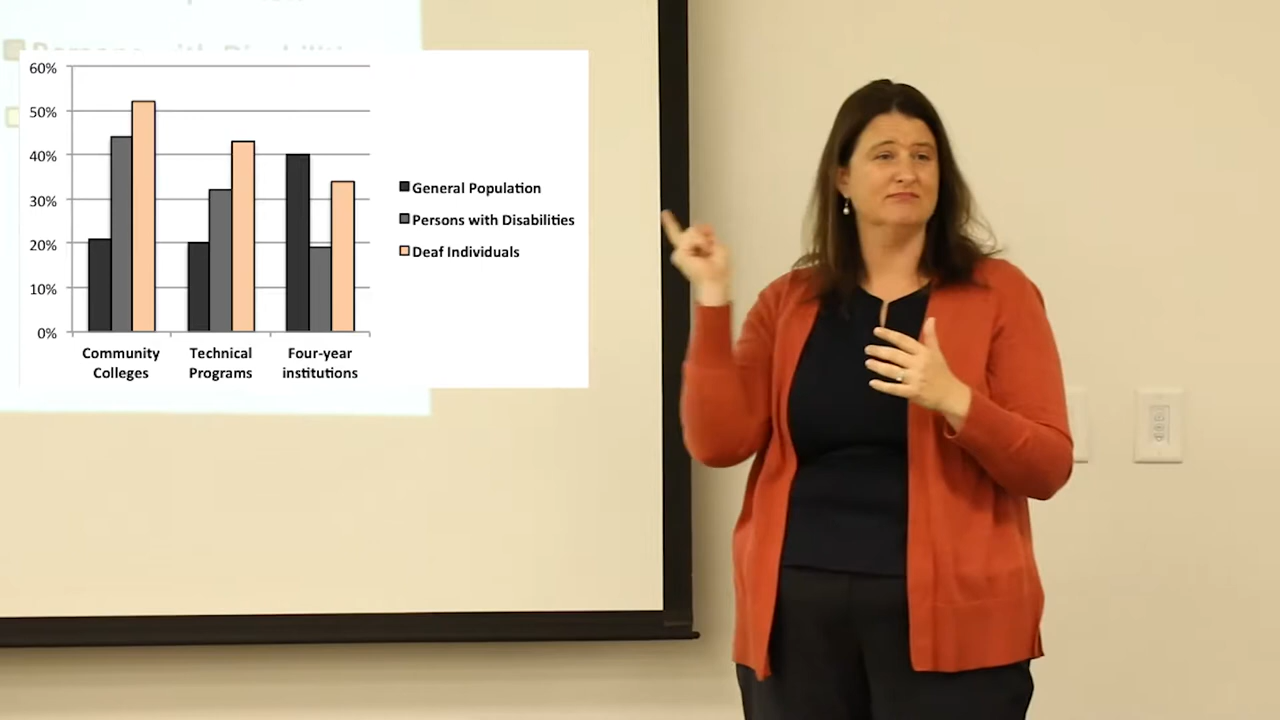 60%
50%
40%
30%
20%
10%
0%
Community
Colleges
Technical
Programs
Four-year
institutions
General Population
Persons with Disabilities
Deaf Individuals